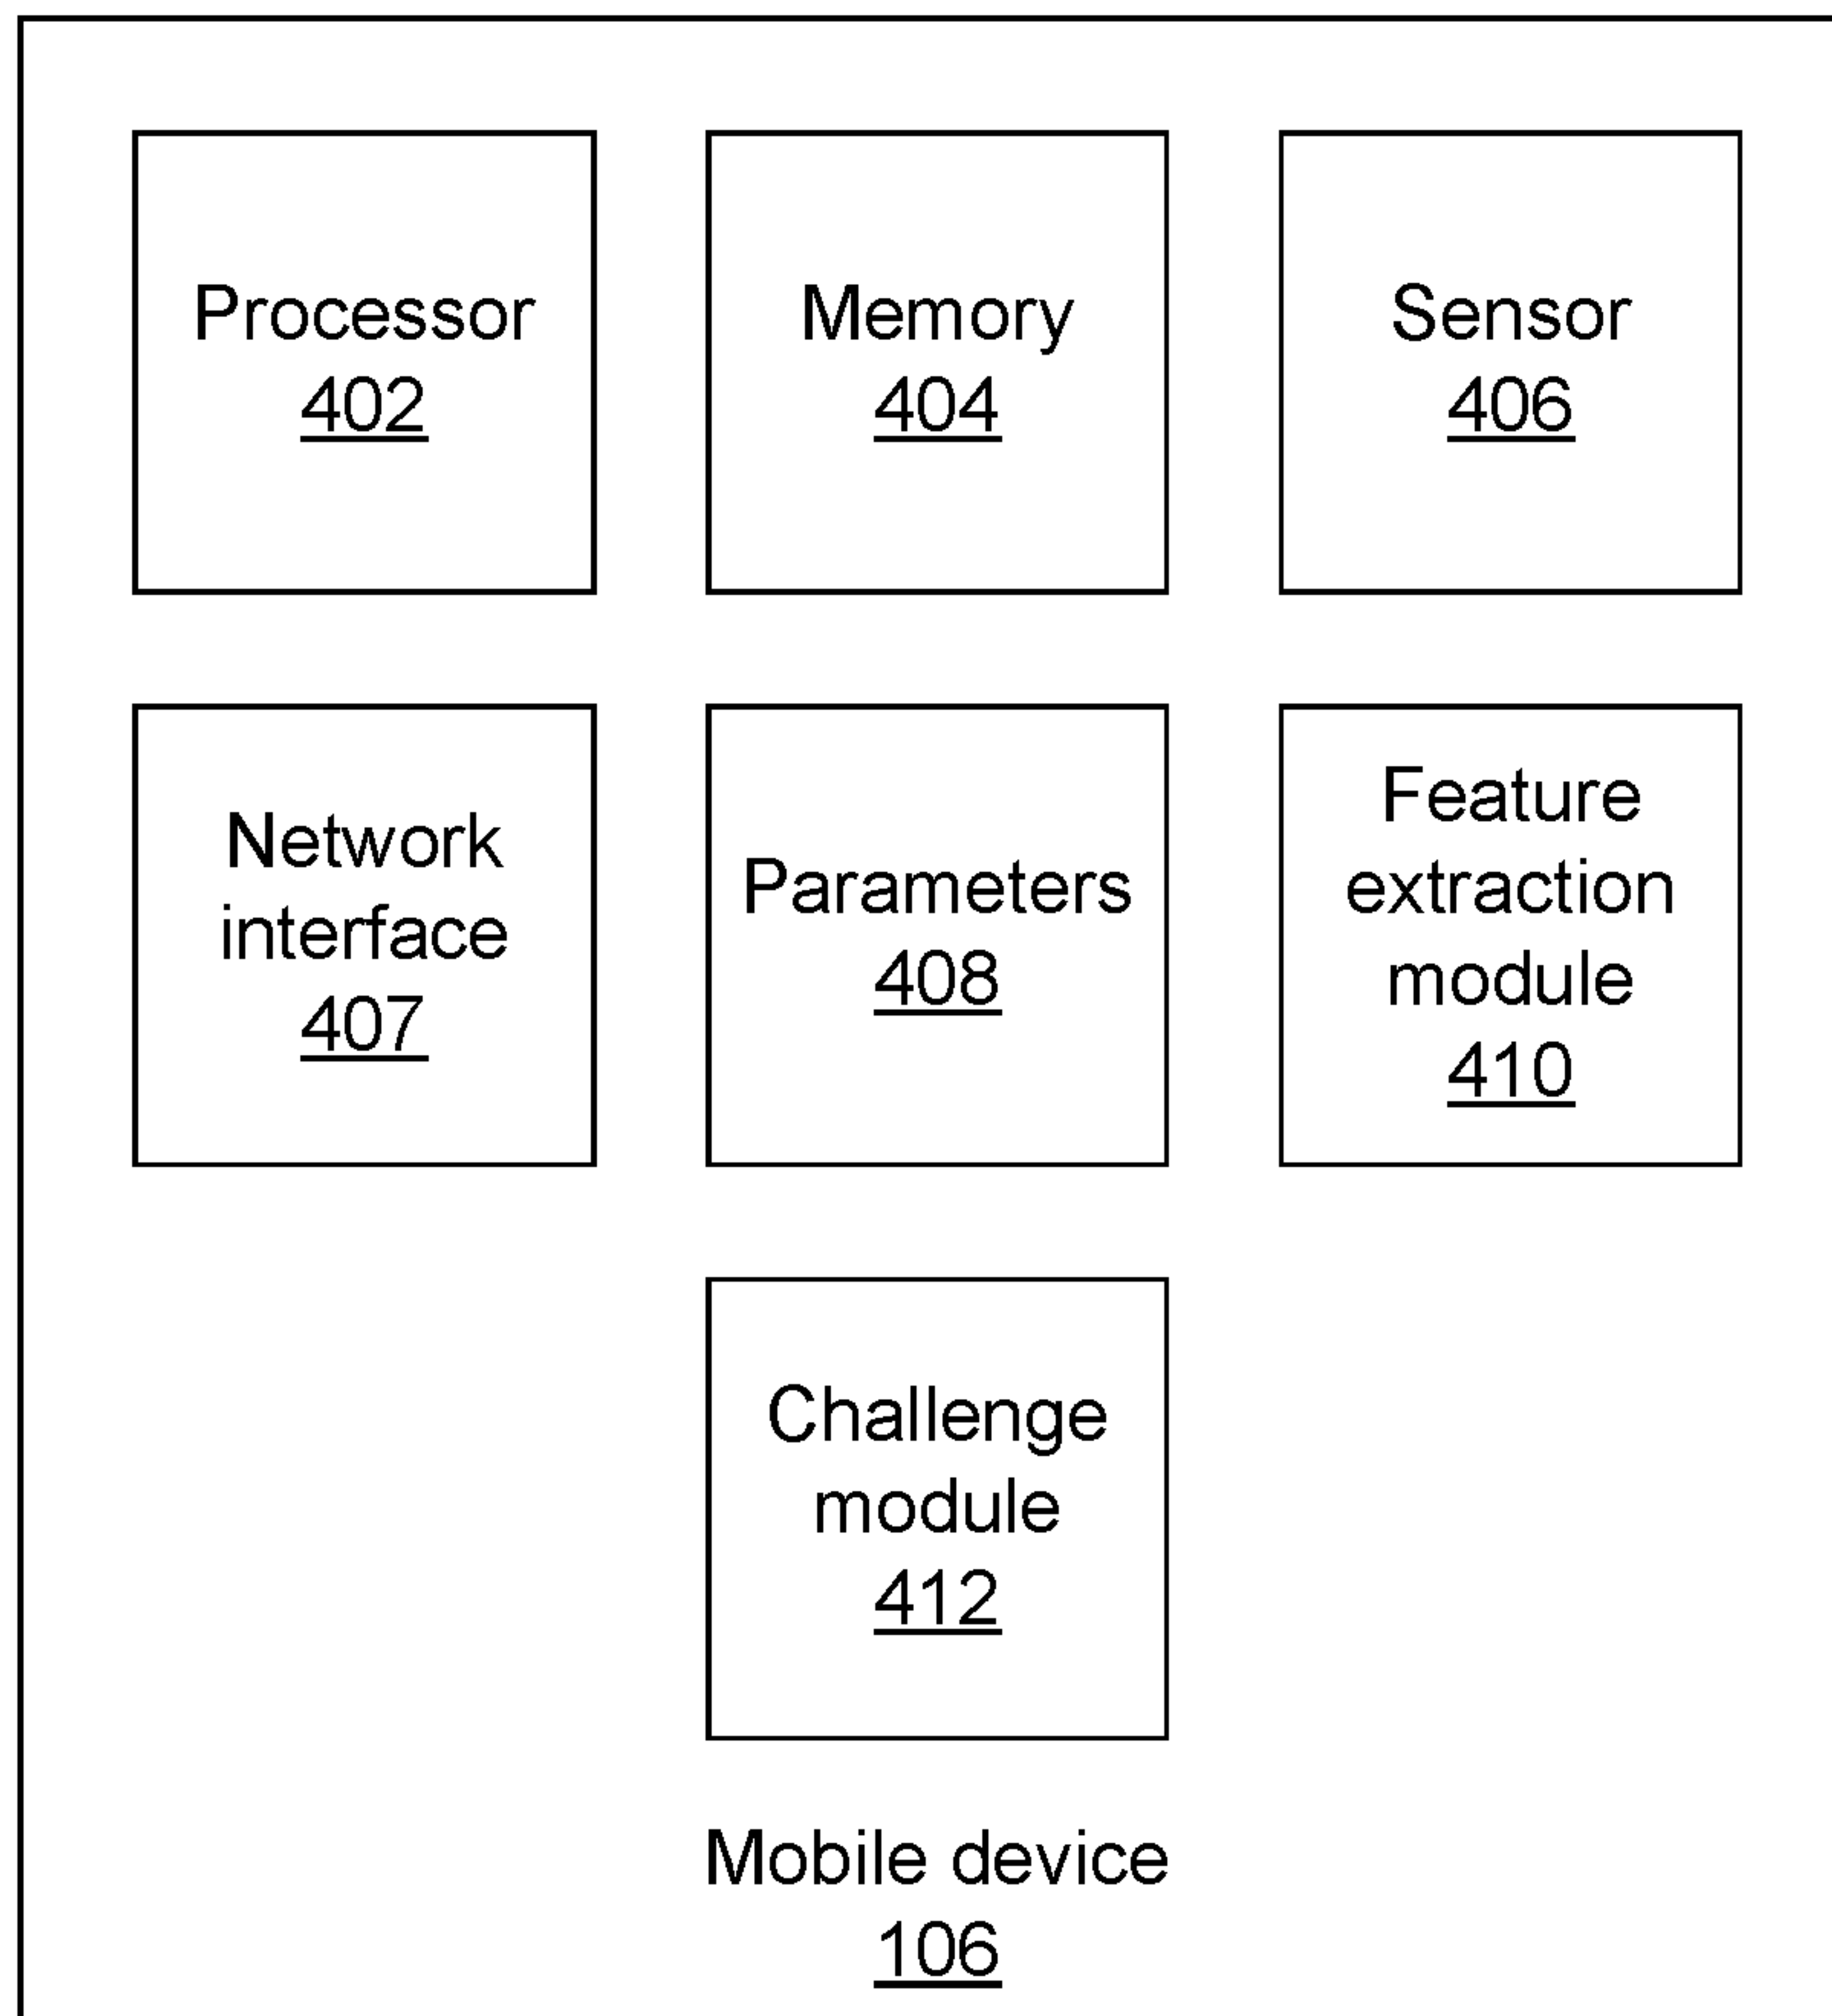 Processor
402
Memory
404
Sensor
406
Network
interface
407
Parameters
408
Feature
extraction
module
410
Challenge
module
412
Mobile device
106